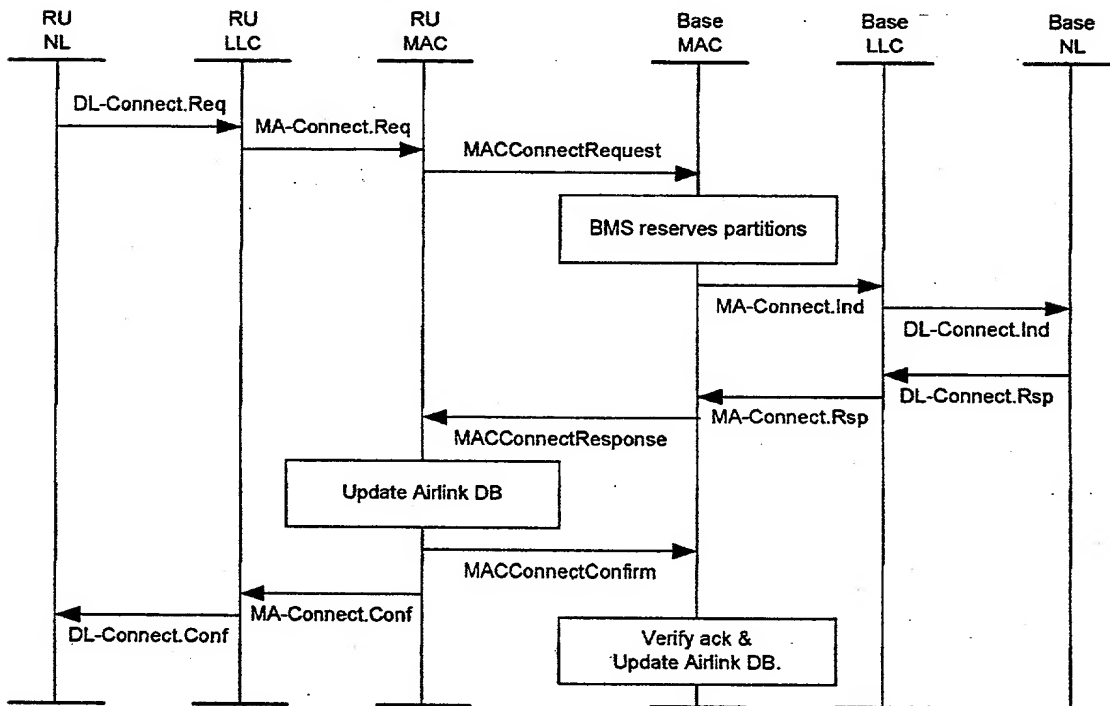 RU
NL
RU
LLC
RU
MAC
Base
MAC
Base
LLC
Base
NL
DL-Connect.Req
MA-Connect.Req
MACConnectRequest
BMS reserves partitions
MA-Connect.Ind
DL-Connect.Ind
DL-Connect.Rsp
MA-Connect.Rsp
MACConnectResponse
Update Airlink DB
MACConnectConfirm
MA-Connect.Conf
DL-Connect.Conf
Verify ack &
Update Airlink DB.